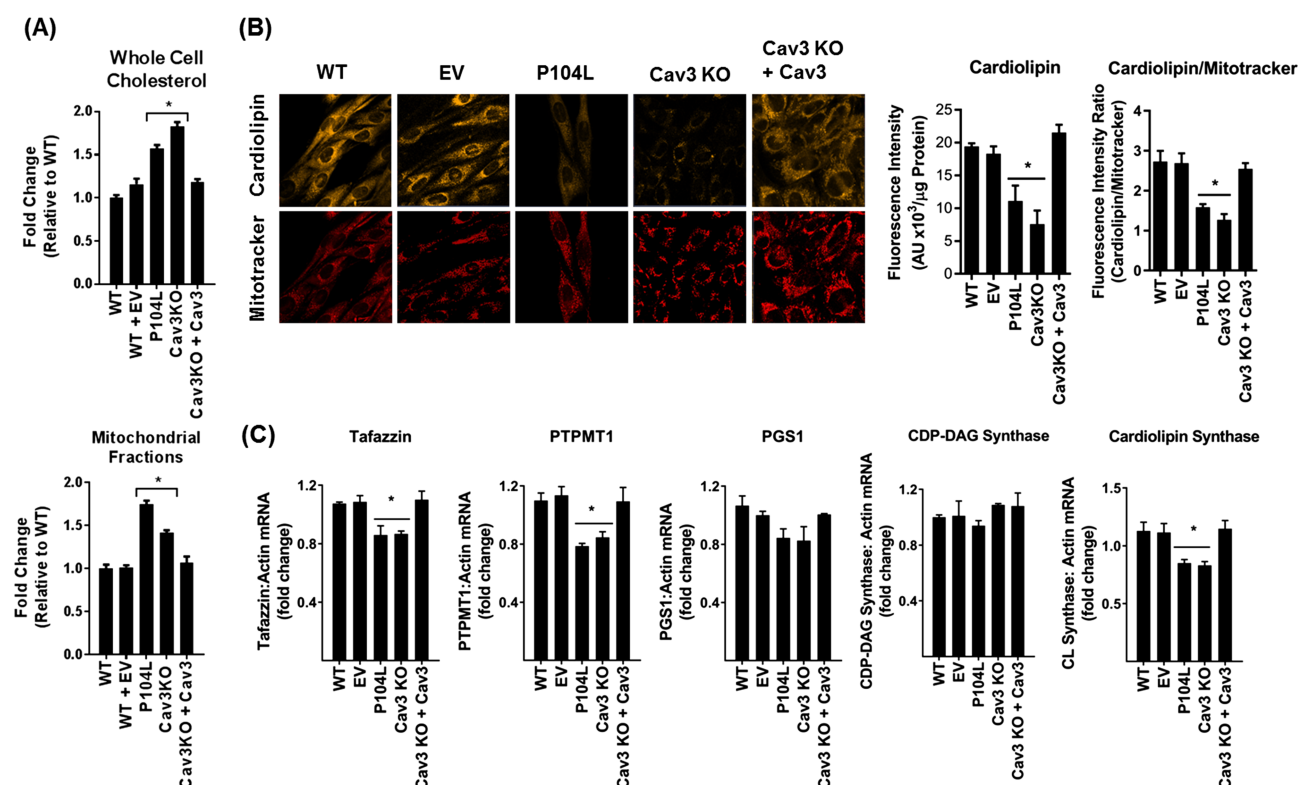 (A)
Whole Cell
Cholesterol
Fold Change
(Relative to WT)
2.0
1.5
1.0
0.5
0.0
*
WT
WT + EV
P104L
Cav3KO
Cav3KO + Cav3
Mitochondrial
Fractions
Fold Change
(Relative to WT)
2.0
1.5
1.0
0.5
0.0
*
WT
WT + EV
P104L
Cav3KO
Cav3KO + Cav3
(B)
WT
EV
P104L
Cav3 KO
Cav3 KO
+ Cav3
Cardiolipin
Mitotracker
Cardiolipin
Fluorescence Intensity
(AU x10³/µg Protein)
25
20
15
10
5
0
*
WT
EV
P104L
Cav3KO
Cav3KO + Cav3
Cardiolipin/Mitotracker
Fluorescence Intensity Ratio
(Cardiolipin/Mitotracker)
4
3
2
1
0
*
WT
EV
P104L
Cav3 KO
Cav3KO + Cav3
(C)
Tafazzin
Tafazzin:Actin mRNA
(fold change)
1.2
0.8
0.4
*
WT
EV
P104L
Cav3 KO
Cav3 KO + Cav3
PTPMT1
PTPMT1:Actin mRNA
(fold change)
1.2
0.8
0.4
*
WT
EV
P104L
Cav3 KO
Cav3 KO + Cav3
PGS1
PGS1:Actin mRNA
(fold change)
1.2
0.8
0.4
WT
EV
P104L
Cav3 KO
Cav3 KO + Cav3
CDP-DAG Synthase
CDP-DAG Synthase: Actin mRNA
(fold change)
1.2
0.8
0.4
WT
EV
P104L
Cav3 KO
Cav3 KO + Cav3
Cardiolipin Synthase
CL Synthase: Actin mRNA
(fold change)
1.5
1.0
0.5
*
WT
EV
P104L
Cav3 KO
Cav3 KO + Cav3